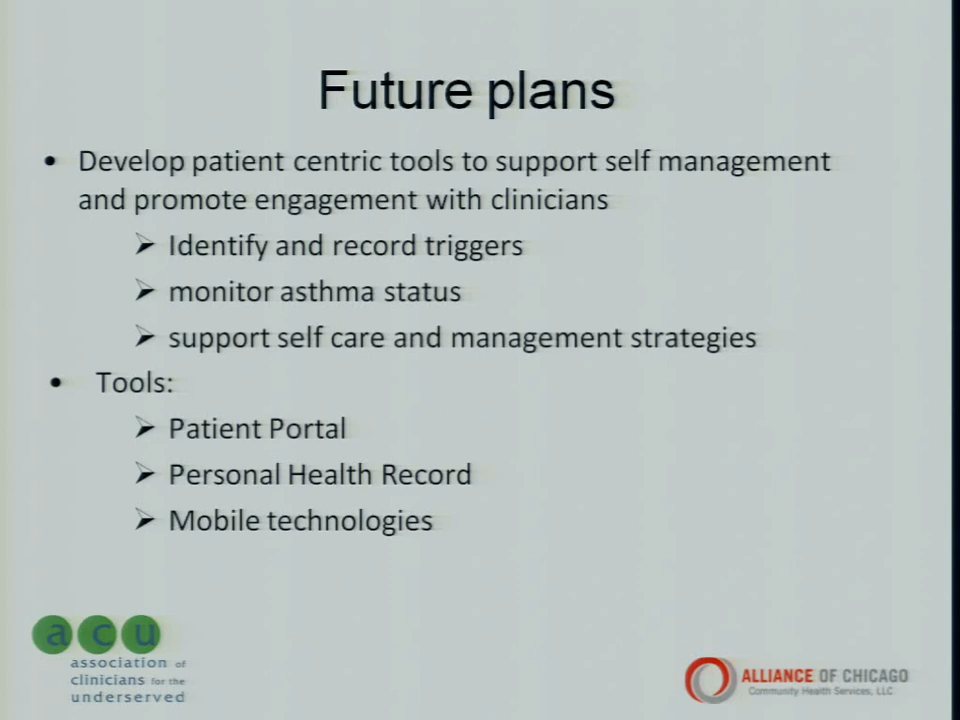 Future plans
• Develop patient centric tools to support self management
and promote engagement with clinicians
➢ Identify and record triggers
➢ monitor asthma status
➢ support self care and management strategies
• Tools:
➢ Patient Portal
➢ Personal Health Record
➢ Mobile technologies
acu
association of
clinicians for the
underserved
ALLIANCE OF CHICAGO
Community Health Services, LLC